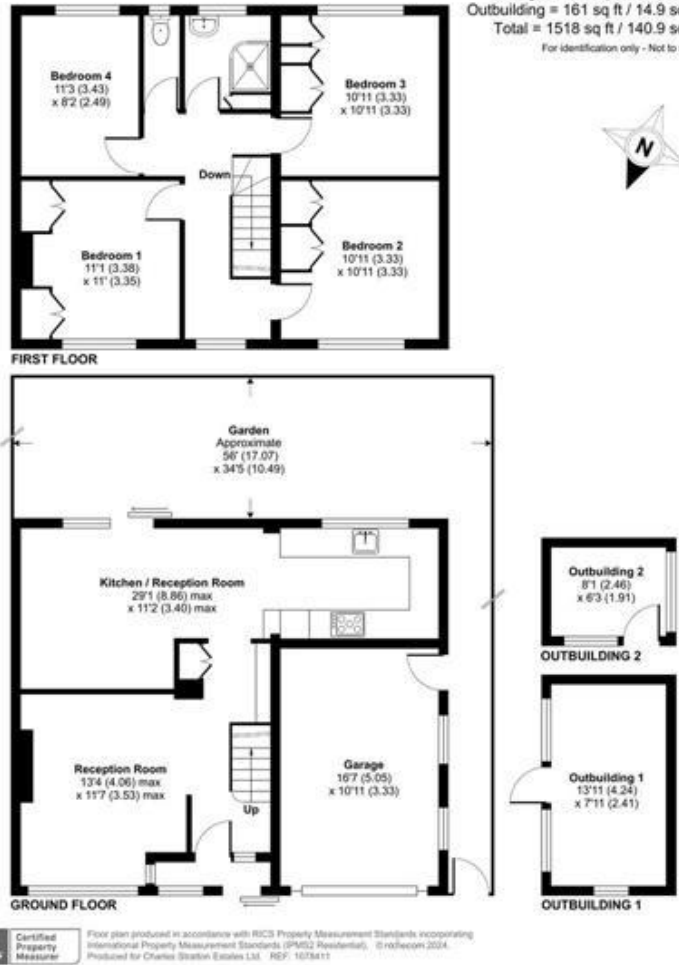 Outbuilding = 161 sq ft / 14.9 sq
Total = 1518 sq ft / 140.9 sq
For identification only - Not to
N
Bedroom 4
11'3 (3.43)
x 8'2 (2.49)
Bedroom 3
10'11 (3.33)
x 10'11 (3.33)
Down
Bedroom 1
11'1 (3.38)
x 11' (3.35)
Bedroom 2
10'11 (3.33)
x 10'11 (3.33)
FIRST FLOOR
Garden
Approximate
56' (17.07)
x 34'5 (10.49)
Kitchen / Reception Room
29'1 (8.86) max
x 11'2 (3.40) max
Outbuilding 2
8'1 (2.46)
x 6'3 (1.91)
OUTBUILDING 2
Reception Room
13'4 (4.06) max
x 11'7 (3.53) max
Up
Garage
16'7 (5.05)
x 10'11 (3.33)
Outbuilding 1
13'11 (4.24)
x 7'11 (2.41)
GROUND FLOOR
OUTBUILDING 1
Certified
Property
Measurer
Floor plan produced in accordance with RICS Property Measurement Standards incorporating
International Property Measurement Standards (IPMS2 Residential). © nichecom 2024.
Produced for Charles Stratton Estates Ltd. REF: 1078411